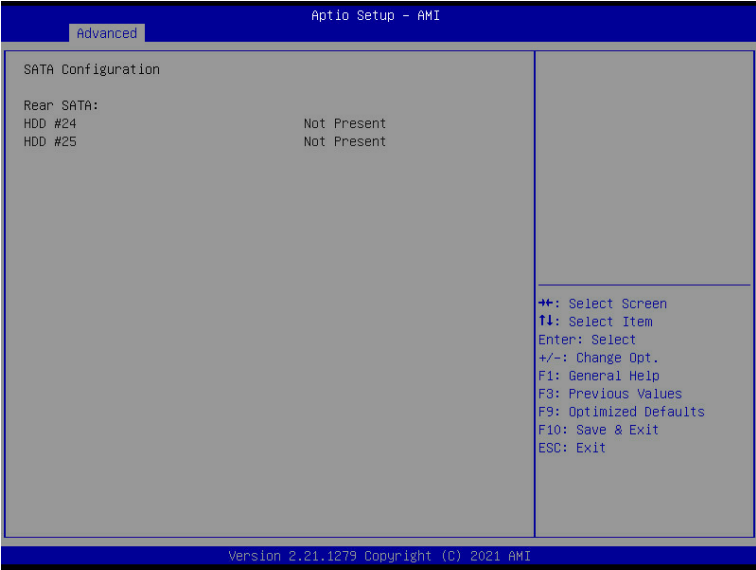 Aptio Setup – AMI
Advanced
SATA Configuration
Rear SATA:
HDD #24 Not Present
HDD #25 Not Present
→←: Select Screen
↑↓: Select Item
Enter: Select
+/-: Change Opt.
F1: General Help
F3: Previous Values
F9: Optimized Defaults
F10: Save & Exit
ESC: Exit
Version 2.21.1279 Copyright (C) 2021 AMI